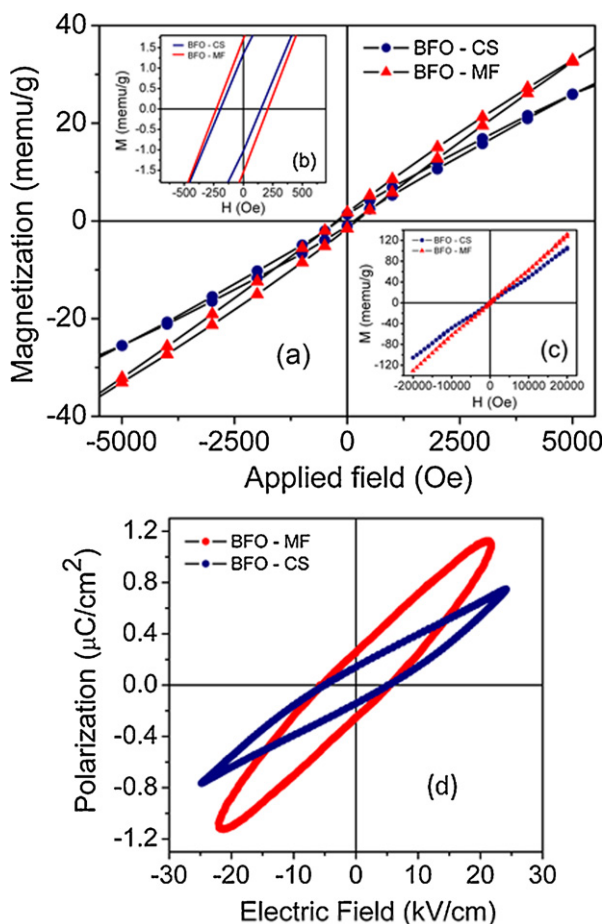 Magnetization (memu/g)
40
20
0
-20
-40
-5000
-2500
0
2500
5000
Applied field (Oe)
BFO - CS
BFO - MF
(a)
M (memu/g)
1.5
1.0
0.5
0.0
-0.5
-1.0
-1.5
-500
-250
0
250
500
H (Oe)
BFO - CS
BFO - MF
(b)
M (memu/g)
120
80
40
0
-40
-80
-120
-20000
-10000
0
10000
20000
H (Oe)
BFO - CS
BFO - MF
(c)
Polarization (μC/cm²)
1.2
0.8
0.4
0.0
-0.4
-0.8
-1.2
-30
-20
-10
0
10
20
30
Electric Field (kV/cm)
BFO - MF
BFO - CS
(d)